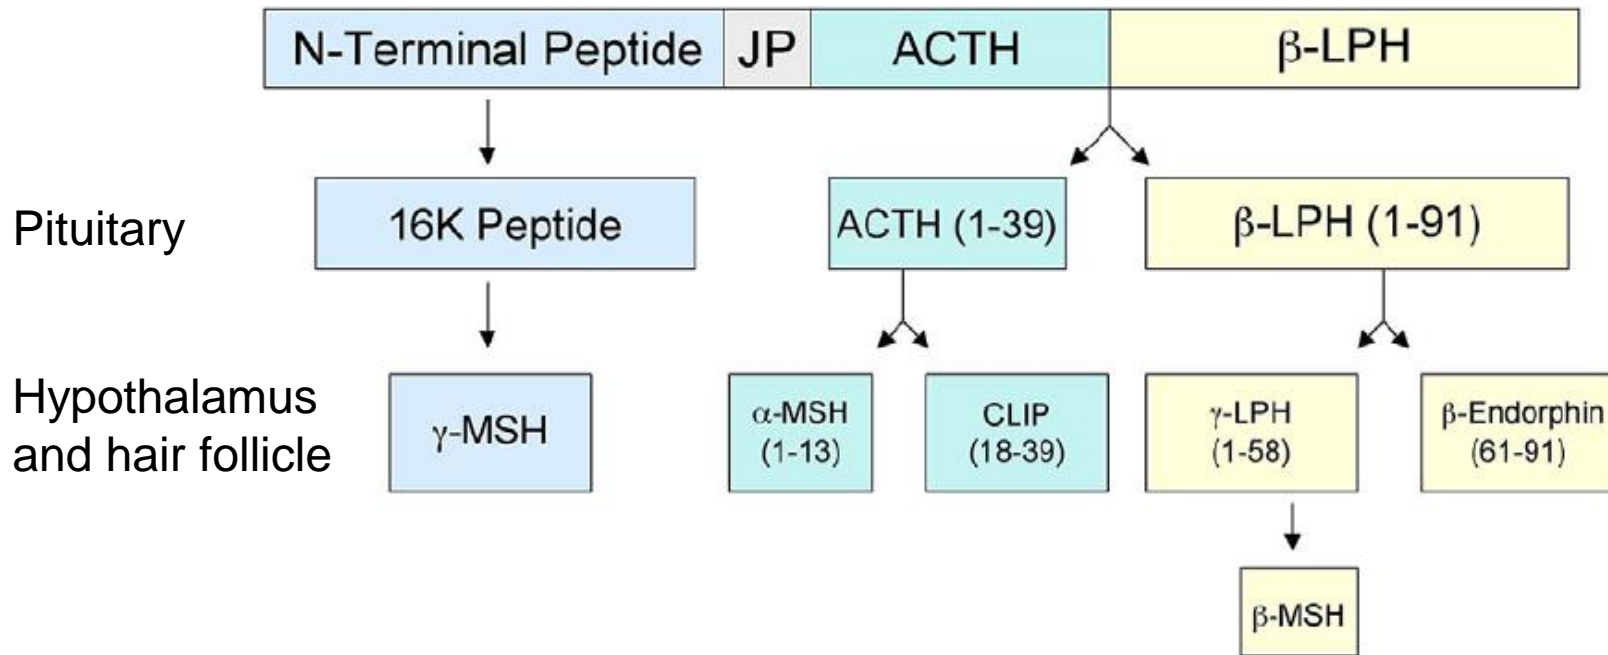 N-Terminal Peptide JP ACTH β-LPH
Pituitary 16K Peptide ACTH (1-39) β-LPH (1-91)
Hypothalamus
and hair follicle
γ-MSH
α-MSH
(1-13)
CLIP
(18-39)
γ-LPH
(1-58)
β-Endorphin
(61-91)
β-MSH